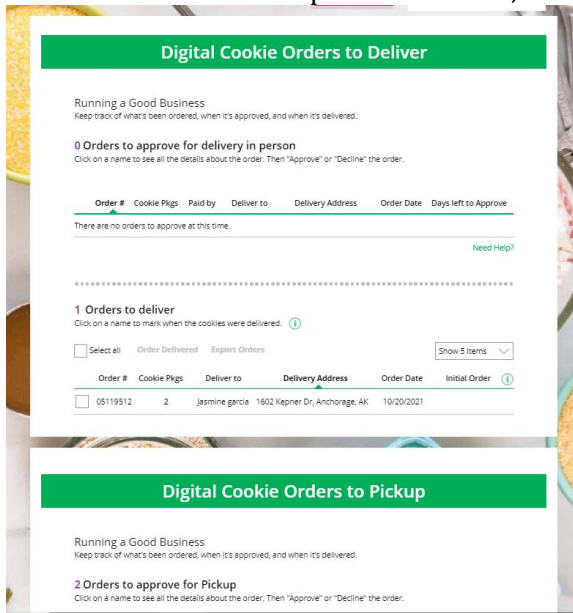 Digital Cookie Orders to Deliver
Running a Good Business
Keep track of what's been ordered, when it's approved, and when it's delivered.
0 Orders to approve for delivery in person
Click on a name to see all the details about the order. Then "Approve" or "Decline" the order.
Order # Cookie Pkgs Paid by Deliver to Delivery Address Order Date Days left to Approve
There are no orders to approve at this time.
Need Help?
1 Orders to deliver
Click on a name to mark when the cookies were delivered.
Select all Order Delivered Export Orders Show 5 Items
Order # Cookie Pkgs Deliver to Delivery Address Order Date Initial Order
05119512 2 Jasmine garcia 1602 Kepner Dr, Anchorage, AK 10/20/2021
Digital Cookie Orders to Pickup
Running a Good Business
Keep track of what's been ordered, when it's approved, and when it's delivered.
2 Orders to approve for Pickup
Click on a name to see all the details about the order. Then "Approve" or "Decline" the order.